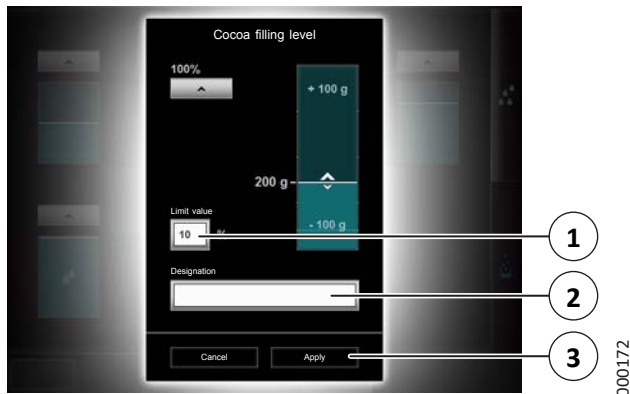 Cocoa filling level
100%
+ 100 g
200 g
Limit value
10 %
- 100 g
Designation
Cancel
Apply
1
2
3
000172